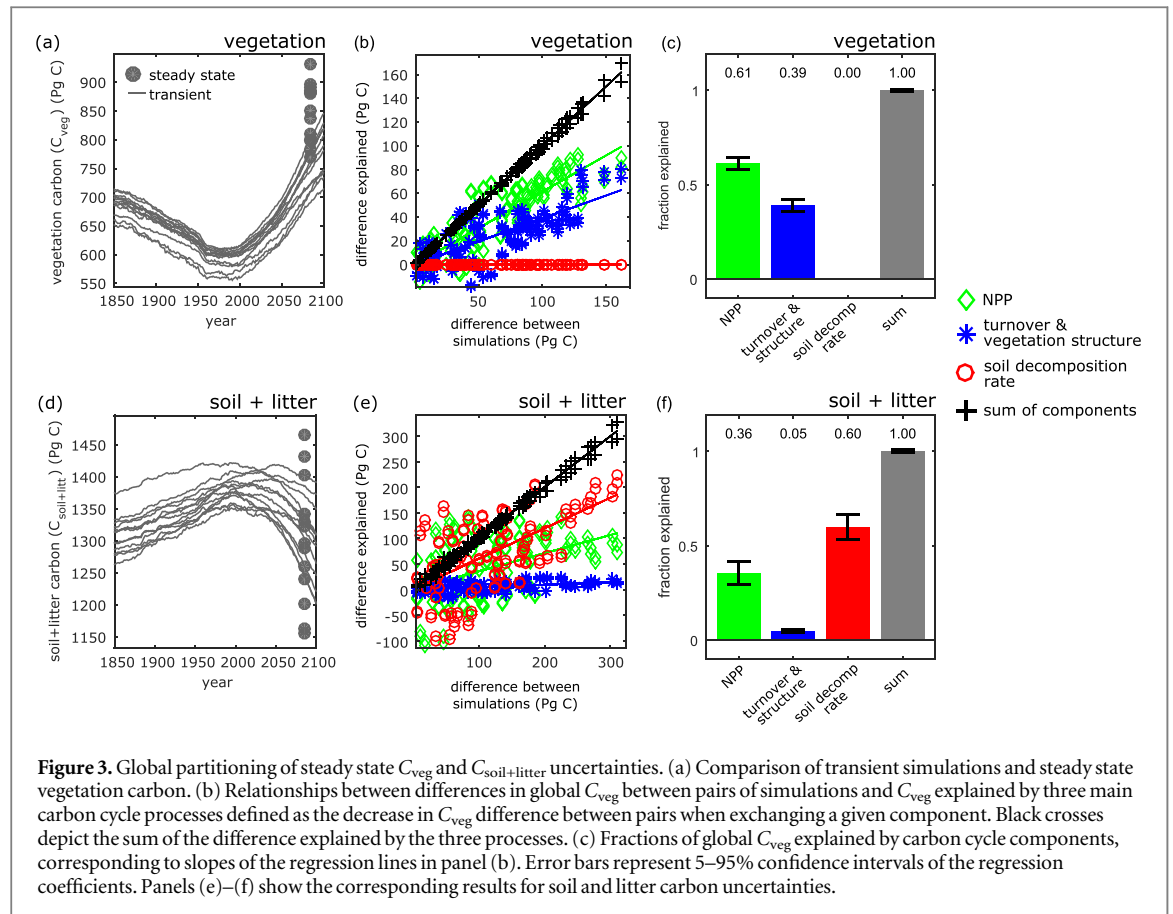 (a) vegetation
vegetation carbon (C_veg) (Pg C)
900
850
800
750
700
650
600
550
steady state
transient
1850 1900 1950 2000 2050 2100
year
(b) vegetation
difference explained (Pg C)
160
140
120
100
80
60
40
20
0
50 100 150
difference between
simulations (Pg C)
(c) vegetation
fraction explained
0.61 0.39 0.00 1.00
1
0.5
0
NPP
turnover &
structure
soil decomp
rate
sum
NPP
turnover &
vegetation structure
soil decomposition
rate
sum of components
(d) soil + litter
soil+litter carbon (C_soil+litt) (Pg C)
1450
1400
1350
1300
1250
1200
1150
1850 1900 1950 2000 2050 2100
year
(e) soil + litter
difference explained (Pg C)
300
250
200
150
100
50
0
-50
-100
100 200 300
difference between
simulations (Pg C)
(f) soil + litter
fraction explained
0.36 0.05 0.60 1.00
1
0.5
0
NPP
turnover &
structure
soil decomp
rate
sum
Figure 3. Global partitioning of steady state C_veg and C_soil+litter uncertainties. (a) Comparison of transient simulations and steady state
vegetation carbon. (b) Relationships between differences in global C_veg between pairs of simulations and C_veg explained by three main
carbon cycle processes defined as the decrease in C_veg difference between pairs when exchanging a given component. Black crosses
depict the sum of the difference explained by the three processes. (c) Fractions of global C_veg explained by carbon cycle components,
corresponding to slopes of the regression lines in panel (b). Error bars represent 5–95% confidence intervals of the regression
coefficients. Panels (e)–(f) show the corresponding results for soil and litter carbon uncertainties.